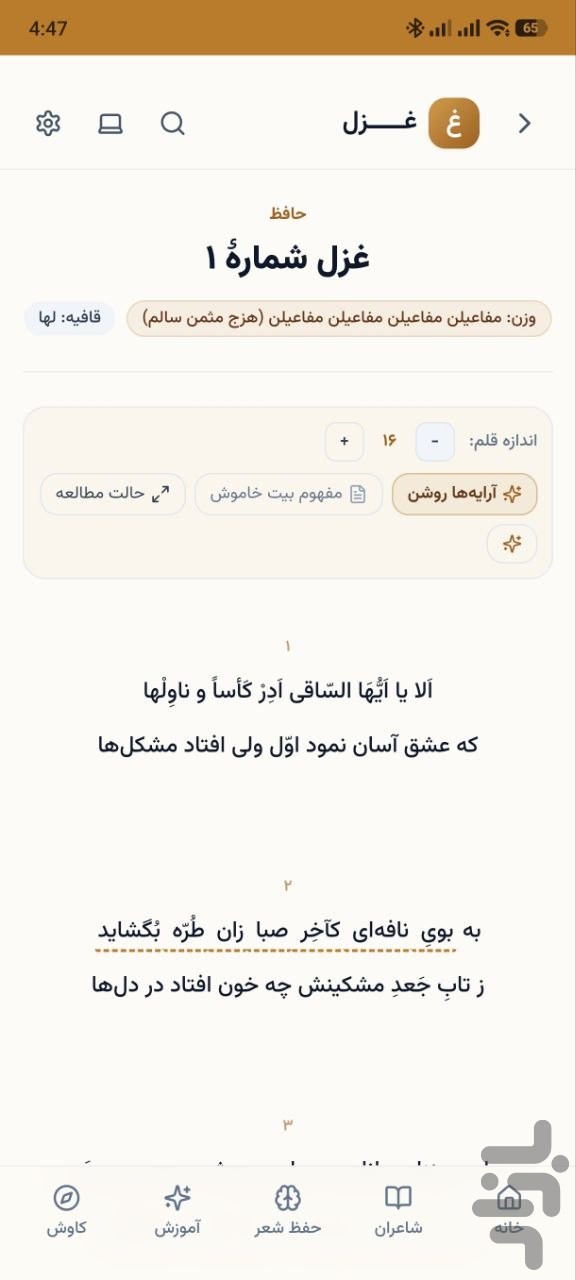 4:47 65
غـــزل غ
حافظ
غزل شمارهٔ ۱
وزن: مفاعیلن مفاعیلن مفاعیلن مفاعیلن (هزج مثمن سالم) قافیه: لها
اندازه قلم: - ۱۶ +
آرایه‌ها روشن مفهوم بیت خاموش حالت مطالعه
۱
اَلا یا اَیُّهَا السّاقی اَدِرْ کَأساً و ناوِلْها
که عشق آسان نمود اوّل ولی افتاد مشکل‌ها
۲
به بویِ نافه‌ای کآخِر صبا زان طُرّه بُگشاید
ز تابِ جَعدِ مشکینش چه خون افتاد در دل‌ها
۳
خانه شاعران حفظ شعر آموزش کاوش